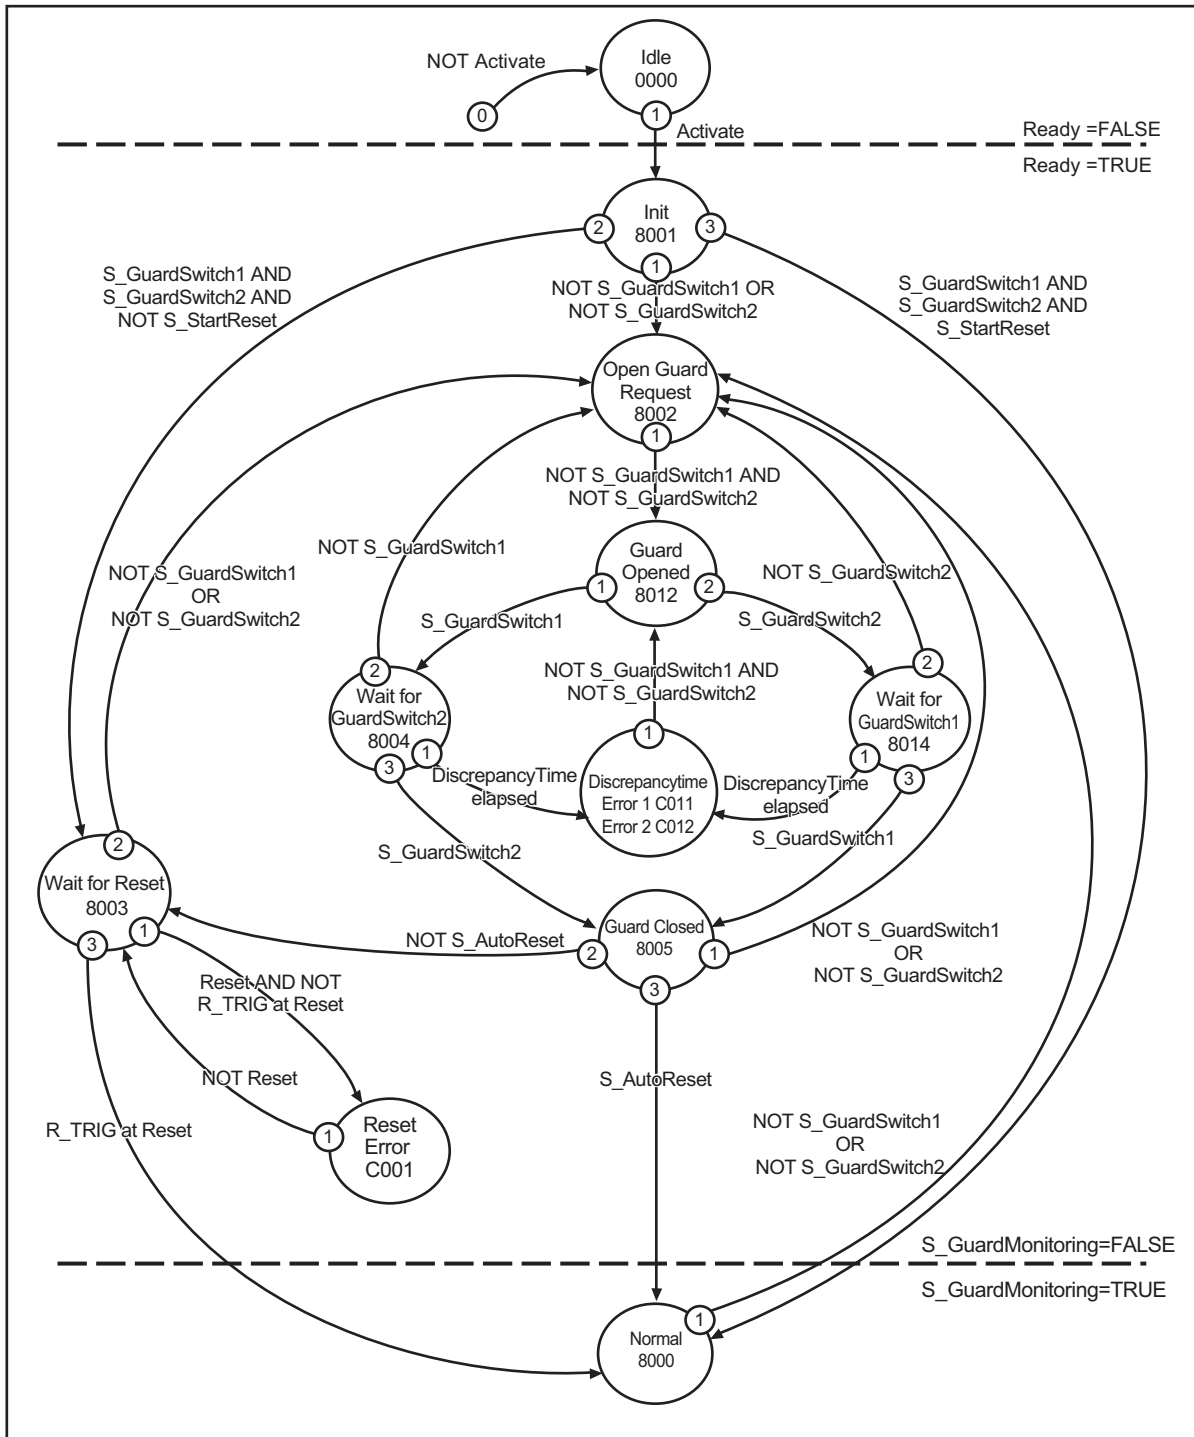 Idle
0000
NOT Activate
0
1
Activate
Ready =FALSE
Ready =TRUE
Init
8001
2
3
1
S_GuardSwitch1 AND
S_GuardSwitch2 AND
NOT S_StartReset
NOT S_GuardSwitch1 OR
NOT S_GuardSwitch2
S_GuardSwitch1 AND
S_GuardSwitch2 AND
S_StartReset
Open Guard
Request
8002
1
NOT S_GuardSwitch1 AND
NOT S_GuardSwitch2
NOT S_GuardSwitch1
NOT S_GuardSwitch2
Guard
Opened
8012
1
2
NOT S_GuardSwitch1
OR
NOT S_GuardSwitch2
S_GuardSwitch1
S_GuardSwitch2
NOT S_GuardSwitch1 AND
NOT S_GuardSwitch2
2
Wait for
GuardSwitch2
8004
1
3
2
Wait for
GuardSwitch1
8014
1
3
1
Discrepancytime
Error 1 C011
Error 2 C012
DiscrepancyTime
elapsed
DiscrepancyTime
elapsed
S_GuardSwitch2
S_GuardSwitch1
2
Wait for Reset
8003
3
1
NOT S_AutoReset
Guard Closed
8005
2
1
3
NOT S_GuardSwitch1
OR
NOT S_GuardSwitch2
Reset AND NOT
R_TRIG at Reset
NOT Reset
S_AutoReset
R_TRIG at Reset
1
Reset
Error
C001
NOT S_GuardSwitch1
OR
NOT S_GuardSwitch2
S_GuardMonitoring=FALSE
S_GuardMonitoring=TRUE
1
Normal
8000